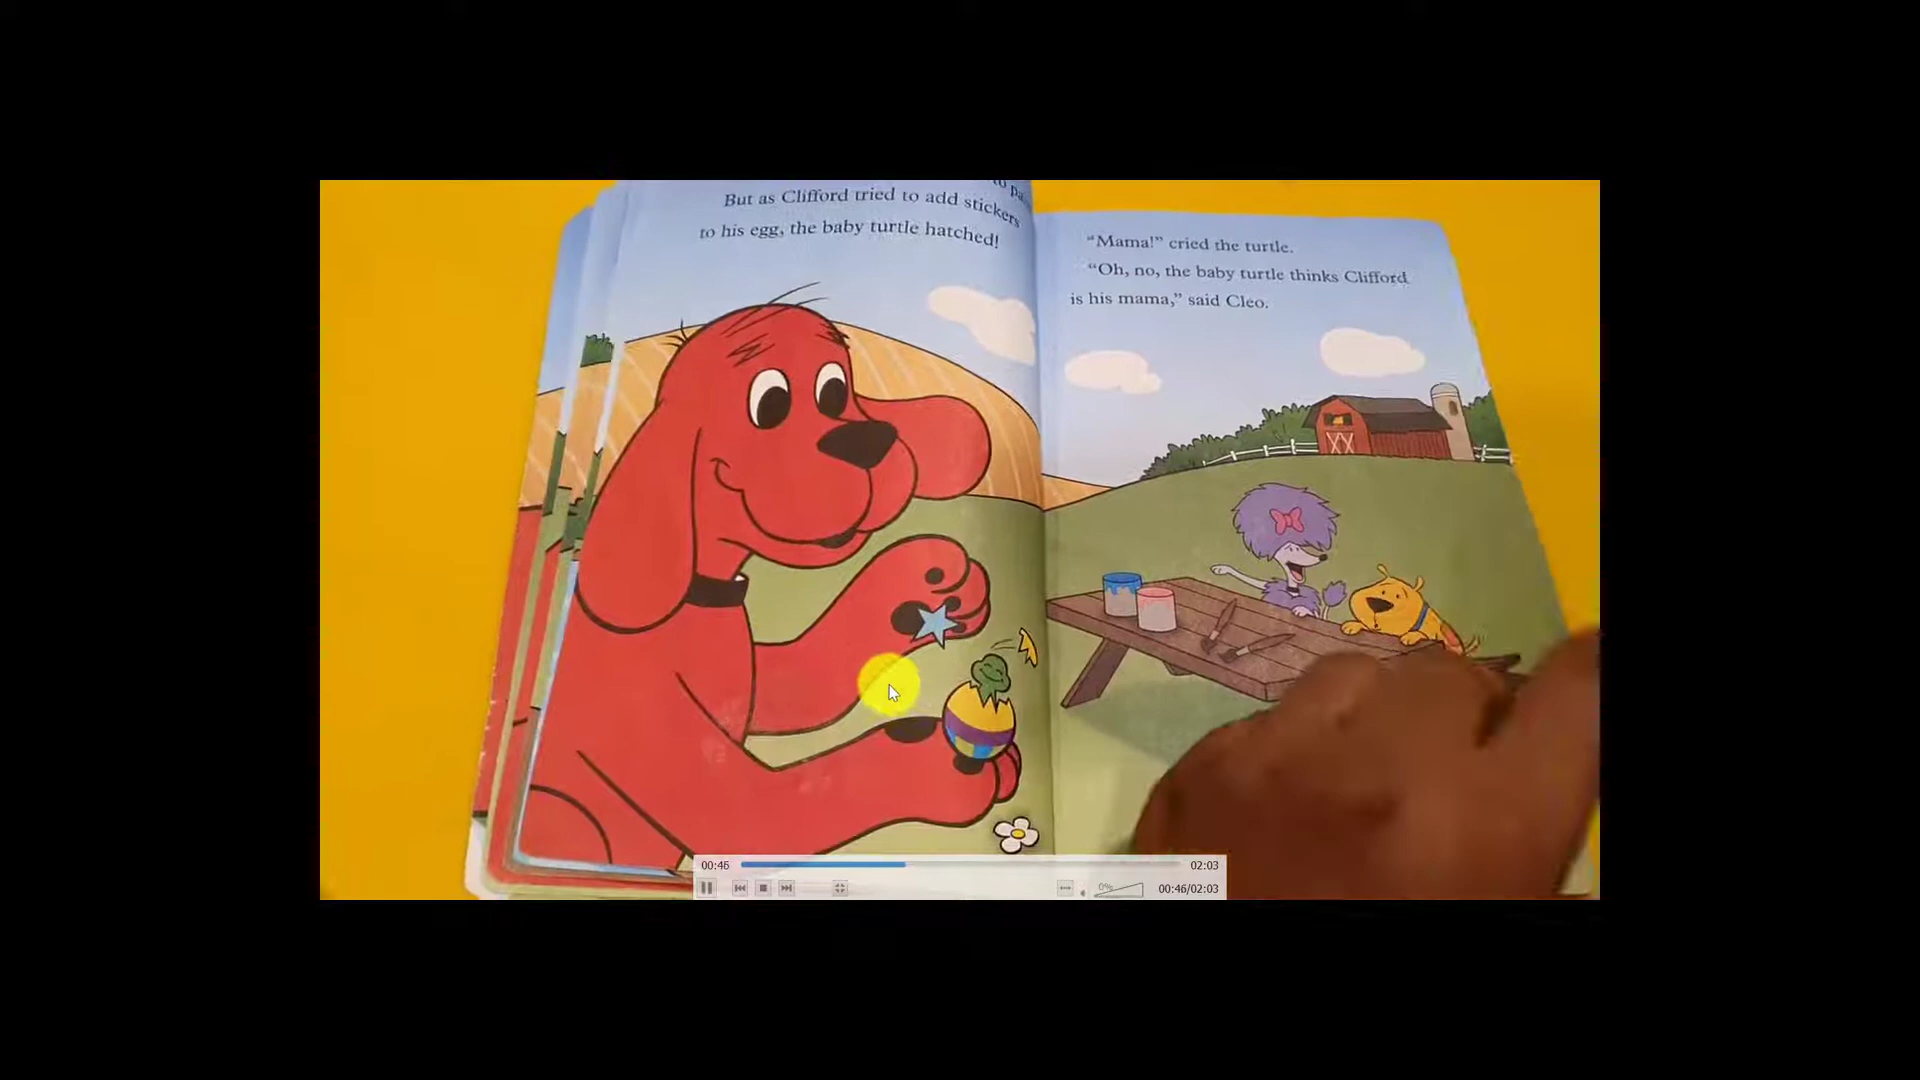 But as Clifford tried to add stickers
to his egg, the baby turtle hatched!
“Mama!” cried the turtle.
“Oh, no, the baby turtle thinks Clifford
is his mama,” said Cleo.
00:46
02:03
0%
00:46/02:03